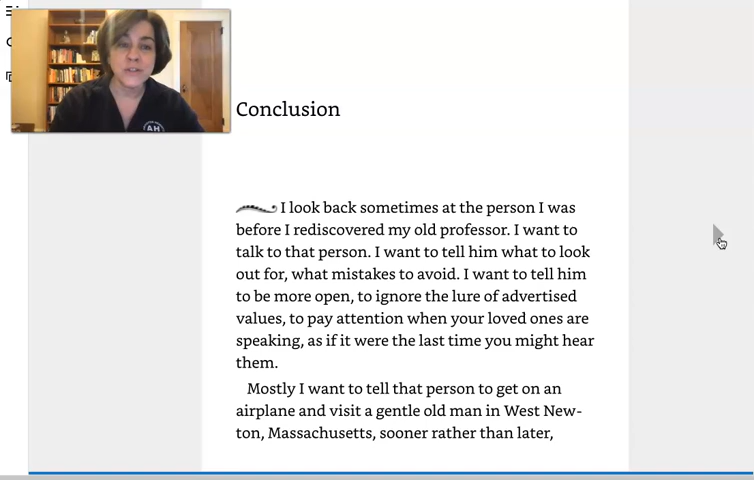 AH
Conclusion
I look back sometimes at the person I was
before I rediscovered my old professor. I want to
talk to that person. I want to tell him what to look
out for, what mistakes to avoid. I want to tell him
to be more open, to ignore the lure of advertised
values, to pay attention when your loved ones are
speaking, as if it were the last time you might hear
them.
Mostly I want to tell that person to get on an
airplane and visit a gentle old man in West New-
ton, Massachusetts, sooner rather than later,